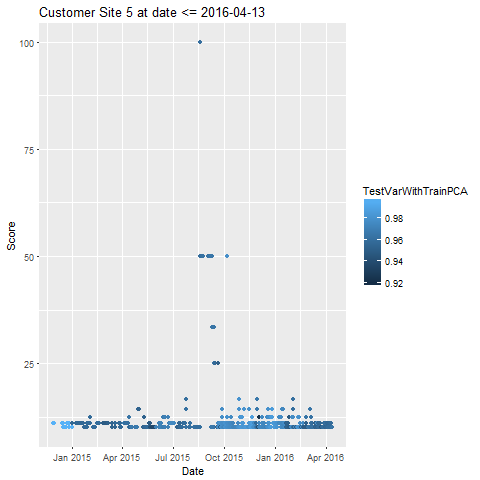 Customer Site 5 at date <= 2016-04-13
100
75
50
25
Score
Jan 2015 Apr 2015 Jul 2015 Oct 2015 Jan 2016 Apr 2016
Date
TestVarWithTrainPCA
0.98
0.96
0.94
0.92